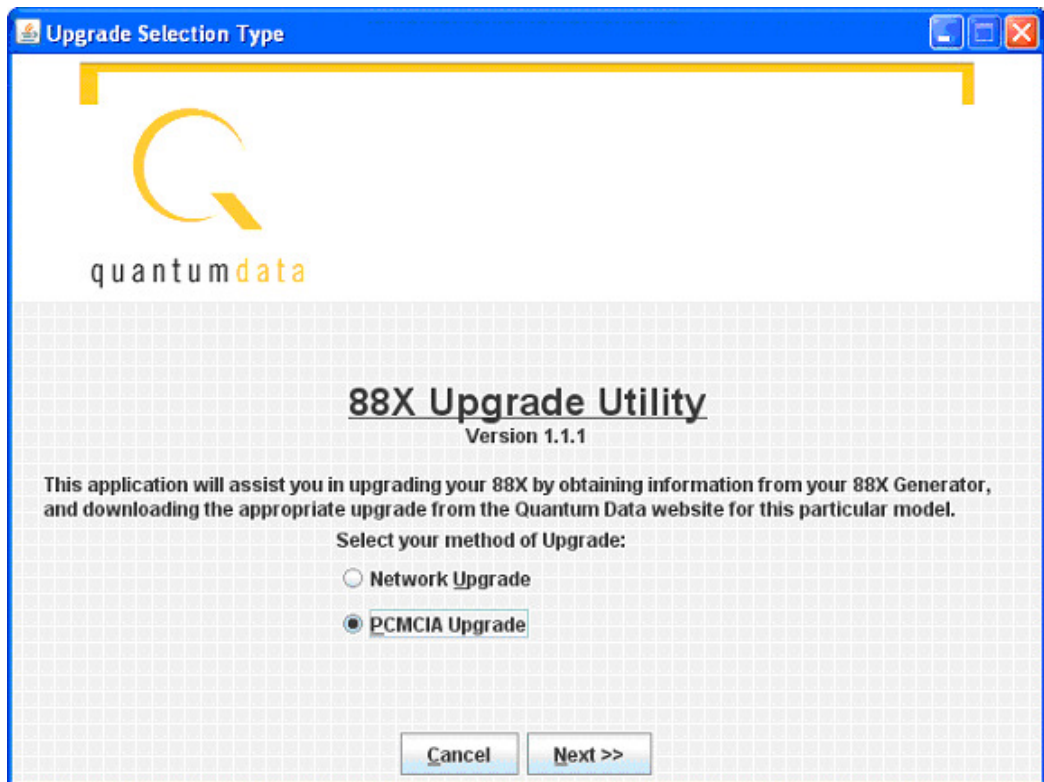 Upgrade Selection Type
quantumdata
88X Upgrade Utility
Version 1.1.1
This application will assist you in upgrading your 88X by obtaining information from your 88X Generator,
and downloading the appropriate upgrade from the Quantum Data website for this particular model.
Select your method of Upgrade:
Network Upgrade
PCMCIA Upgrade
Cancel
Next >>